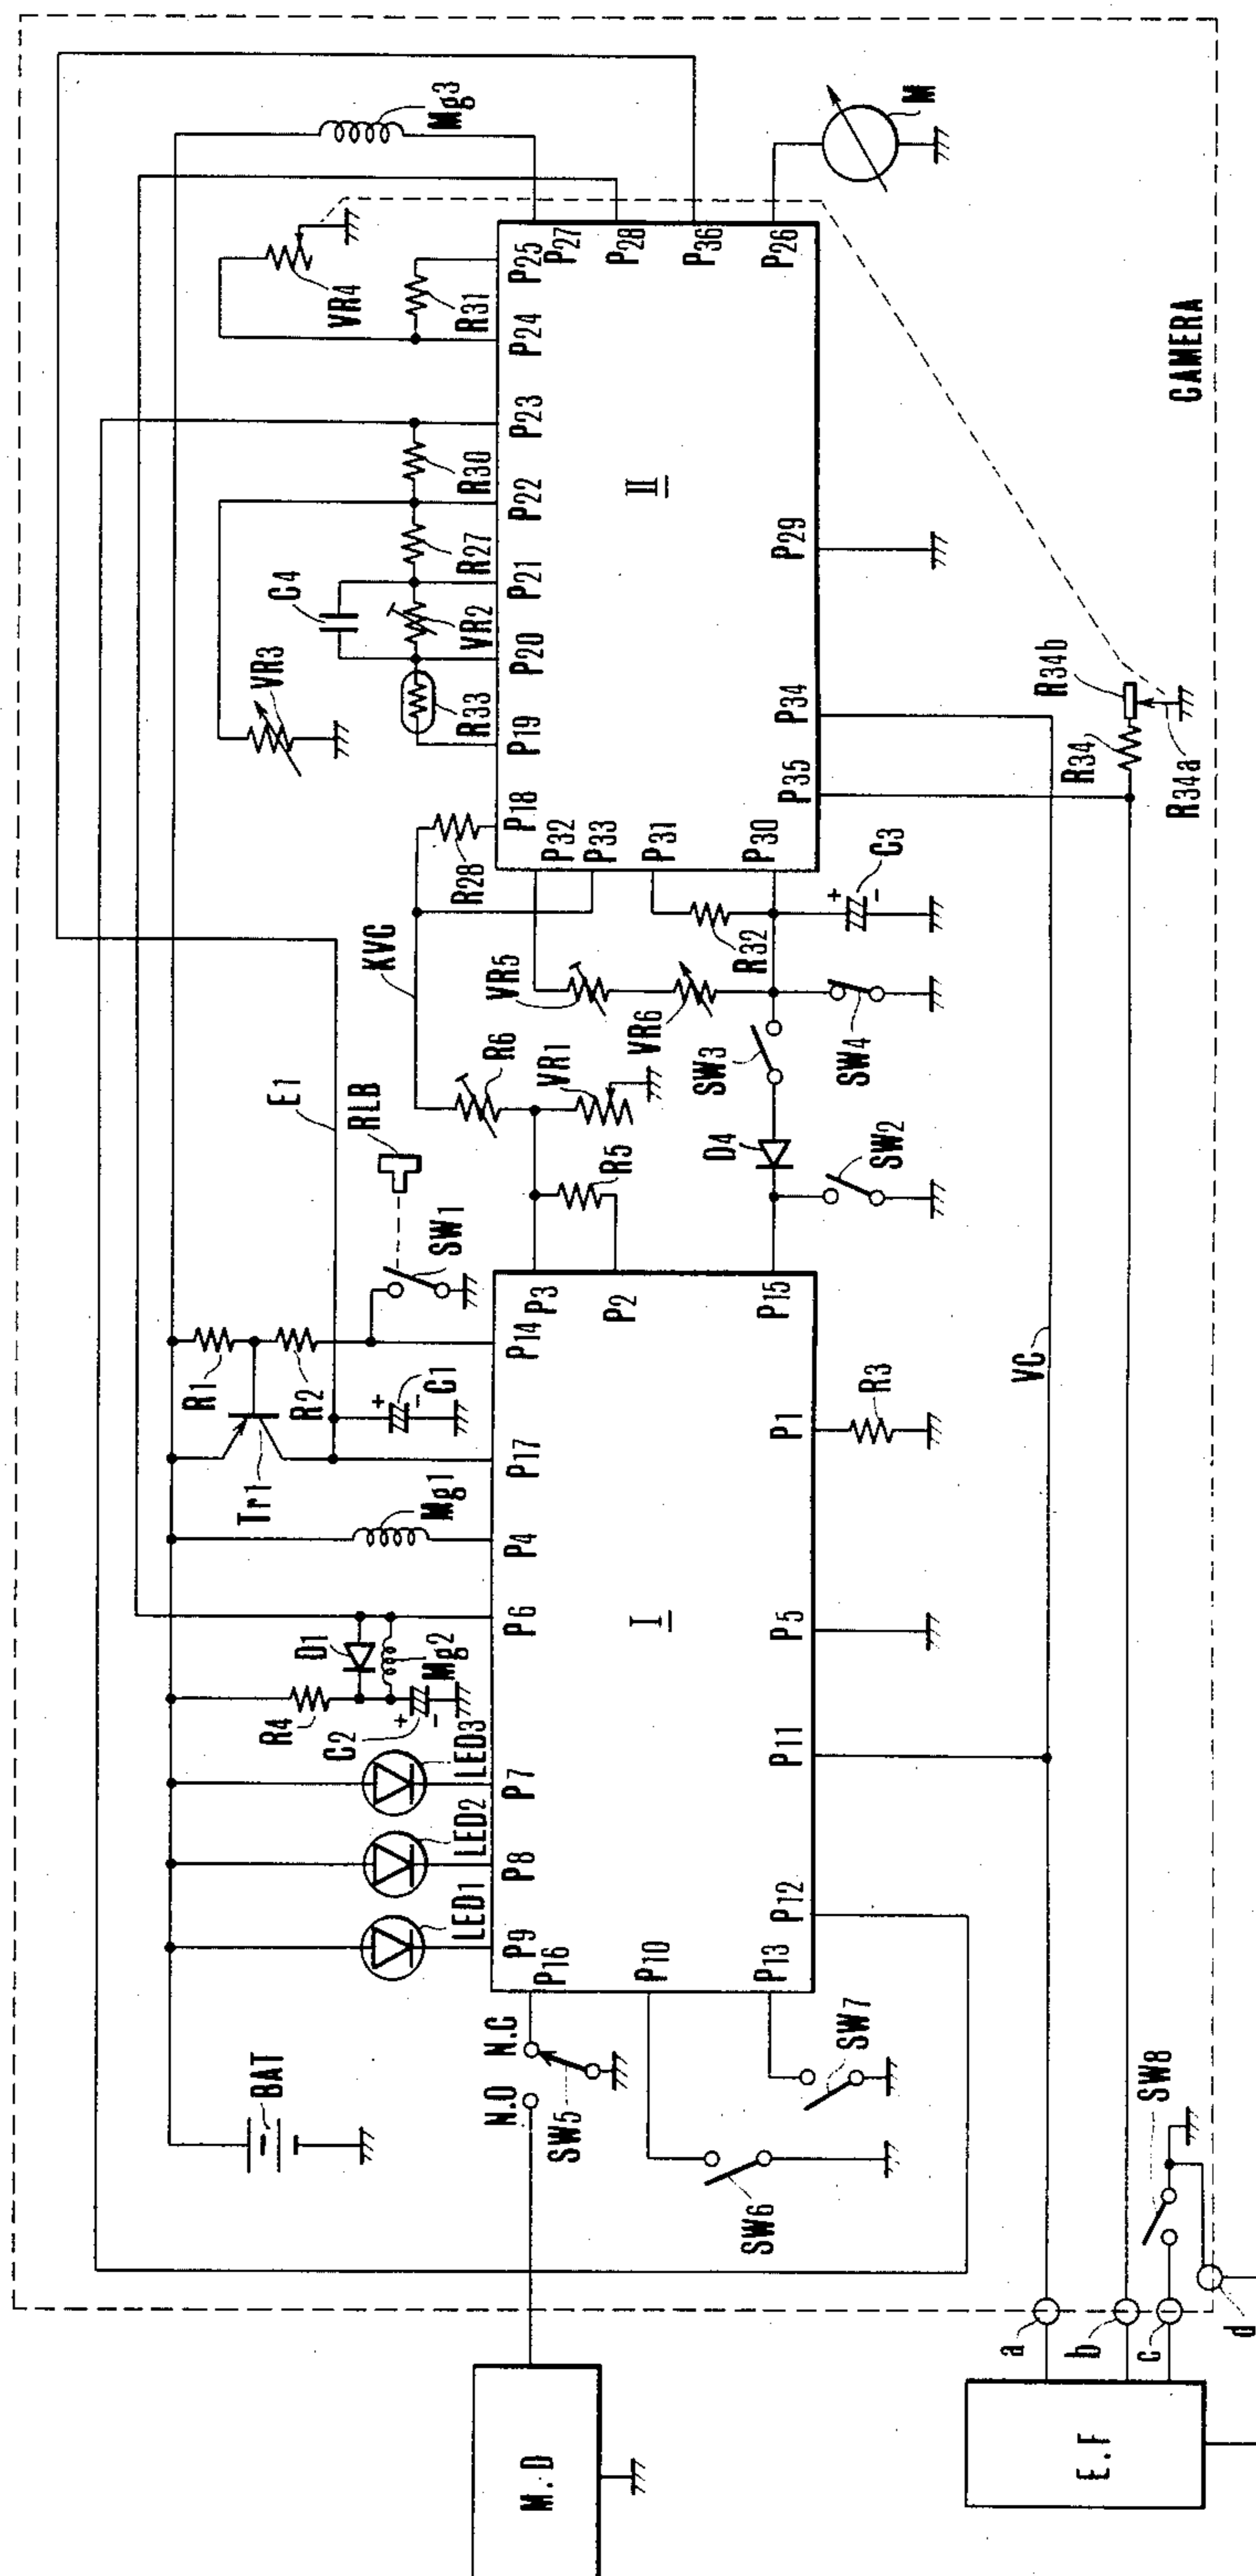 BAT
LED1
LED2
LED3
R4
C2
D1
Mg2
Mg1
Tr1
R1
R2
C1
E1
RLB
SW1
KVC
R6
VR1
R5
R28
VR5
VR6
R32
C3
SW3
SW4
D4
SW2
VR3
C4
R33
VR2
R27
R30
VR4
R31
Mg3
M
P9
P8
P7
P6
P4
P17
P14
P16
P10
P13
P12
P11
P5
P1
P3
P2
P15
I
P18
P19
P20
P21
P22
P23
P24
P25
P32
P33
P31
P30
P35
P34
P29
P27
P28
P36
P26
II
R3
VC
R34
R34b
R34a
CAMERA
N.O
N.C
SW5
SW6
SW7
SW8
M.D
E.F
a
b
c
d